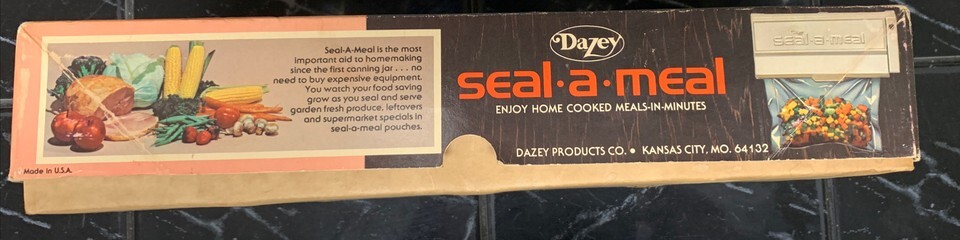 Seal-A-Meal is the most
important aid to homemaking
since the first canning jar . . . no
need to buy expensive equipment.
You watch your food saving
grow as you seal and serve
garden fresh produce, leftovers
and supermarket specials in
seal-a-meal pouches.
Made in U.S.A.
Dazey
seal·a·meal
ENJOY HOME COOKED MEALS-IN-MINUTES
DAZEY PRODUCTS CO. • KANSAS CITY, MO. 64132
seal·a·meal